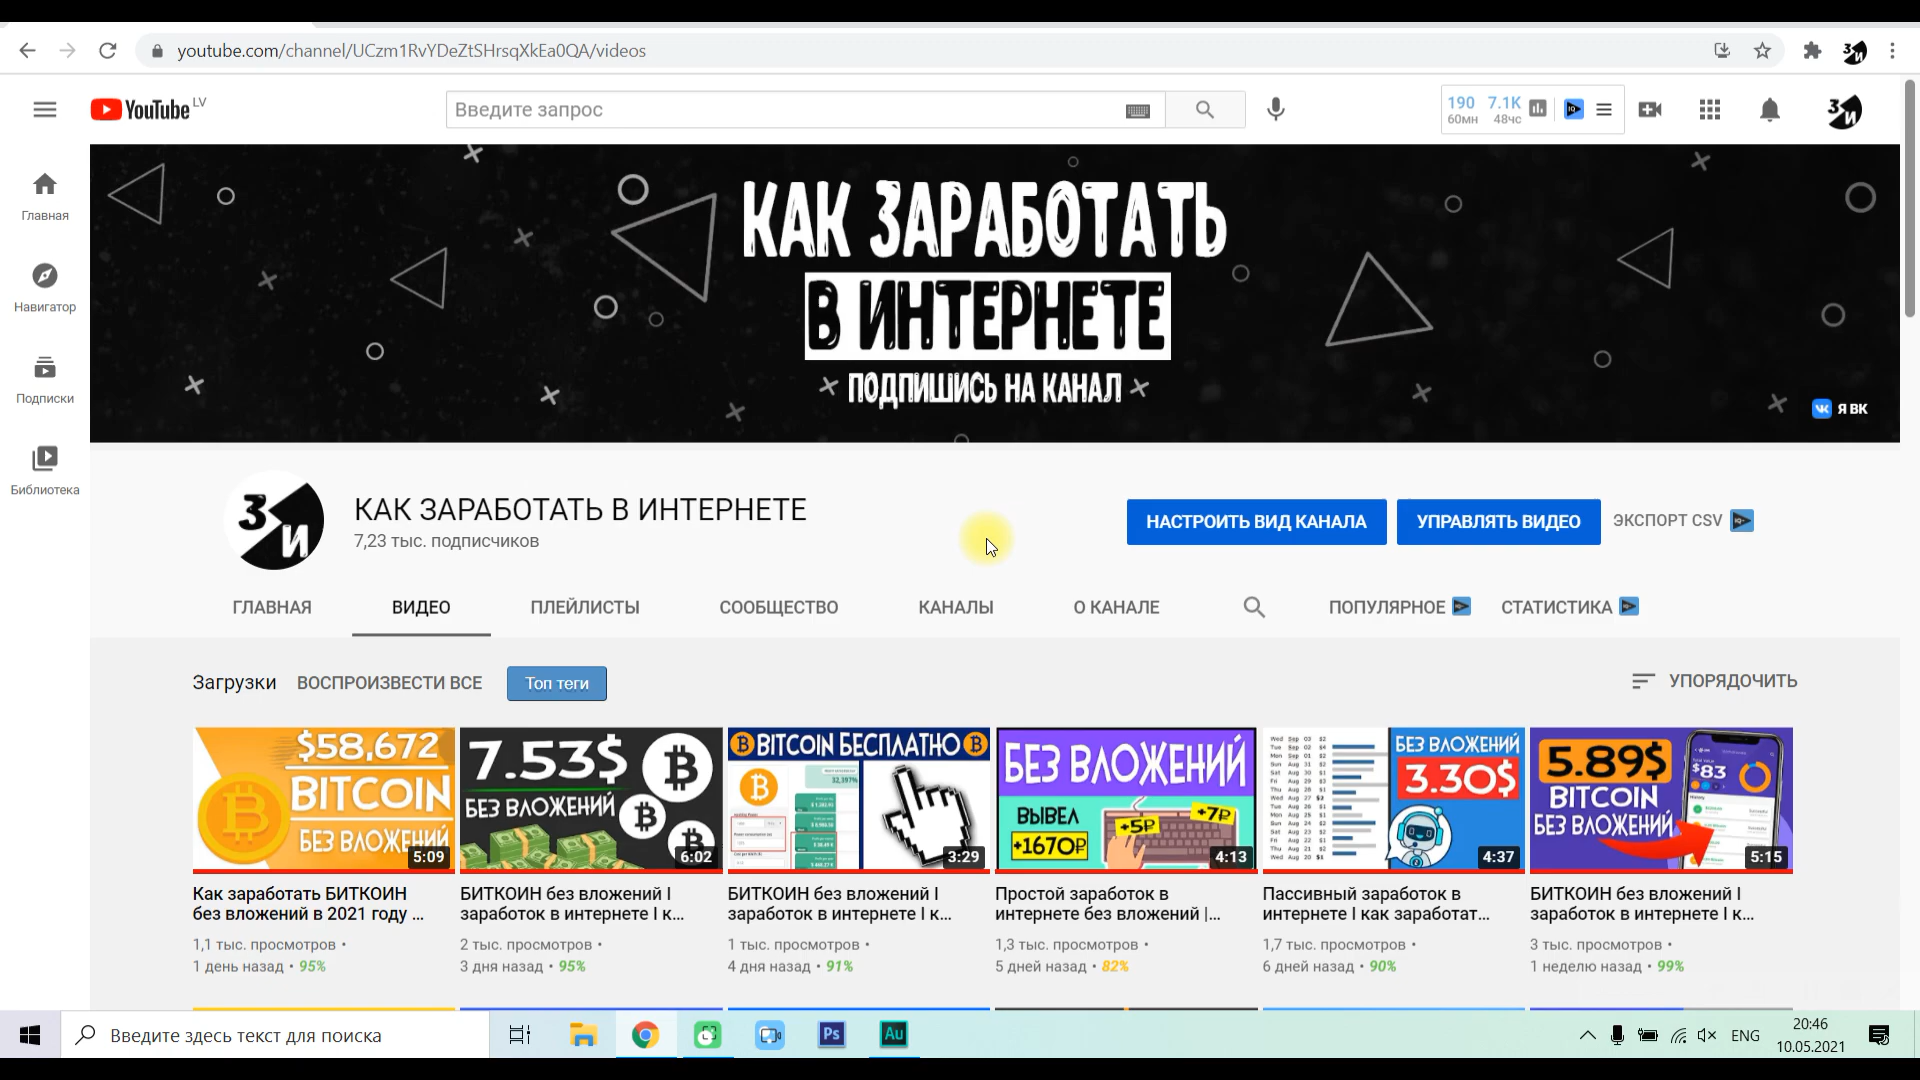 youtube.com/channel/UCzm1RvYDeZtSHrsqXkEa0QA/videos
YouTube LV
Введите запрос
190 7.1K
60мн 48чс
ЗИ
КАК ЗАРАБОТАТЬ
В ИНТЕРНЕТЕ
ПОДПИШИСЬ НА КАНАЛ
Я ВК
Главная
Навигатор
Подписки
Библиотека
ЗИ
КАК ЗАРАБОТАТЬ В ИНТЕРНЕТЕ
7,23 тыс. подписчиков
НАСТРОИТЬ ВИД КАНАЛА
УПРАВЛЯТЬ ВИДЕО
ЭКСПОРТ CSV
ГЛАВНАЯ ВИДЕО ПЛЕЙЛИСТЫ СООБЩЕСТВО КАНАЛЫ О КАНАЛЕ ПОПУЛЯРНОЕ СТАТИСТИКА
Загрузки ВОСПРОИЗВЕСТИ ВСЕ Топ теги УПОРЯДОЧИТЬ
$58,672
BITCOIN
БЕЗ ВЛОЖЕНИЙ
5:09
Как заработать БИТКОИН
без вложений в 2021 году ...
1,1 тыс. просмотров •
1 день назад • 95%
7.53$
БЕЗ ВЛОЖЕНИЙ
6:02
БИТКОИН без вложений I
заработок в интернете I к...
2 тыс. просмотров •
3 дня назад • 95%
BITCOIN БЕСПЛАТНО
3:29
БИТКОИН без вложений I
заработок в интернете I к...
1 тыс. просмотров •
4 дня назад • 91%
БЕЗ ВЛОЖЕНИЙ
ВЫВЕЛ
+1670₽
+5₽
+7₽
4:13
Простой заработок в
интернете без вложений |...
1,3 тыс. просмотров •
5 дней назад • 82%
БЕЗ ВЛОЖЕНИЙ
3.30$
4:37
Пассивный заработок в
интернете I как заработат...
1,7 тыс. просмотров •
6 дней назад • 90%
5.89$
BITCOIN
БЕЗ ВЛОЖЕНИЙ
$83
5:15
БИТКОИН без вложений I
заработок в интернете I к...
3 тыс. просмотров •
1 неделю назад • 99%
Введите здесь текст для поиска
Ps
Au
ENG
20:46
10.05.2021